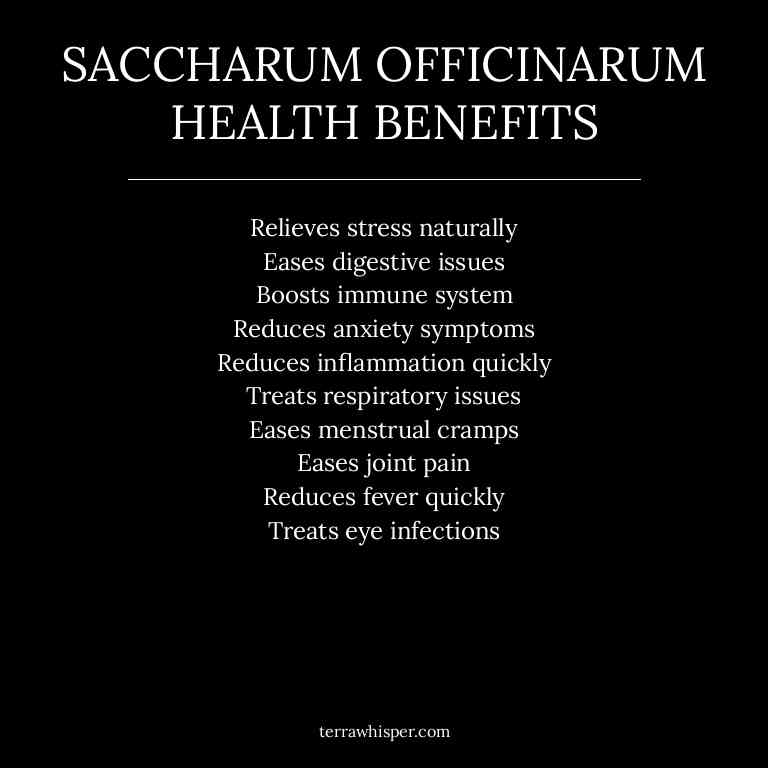 SACCHARUM OFFICINARUM
HEALTH BENEFITS
Relieves stress naturally
Eases digestive issues
Boosts immune system
Reduces anxiety symptoms
Reduces inflammation quickly
Treats respiratory issues
Eases menstrual cramps
Eases joint pain
Reduces fever quickly
Treats eye infections
terrawhisper.com